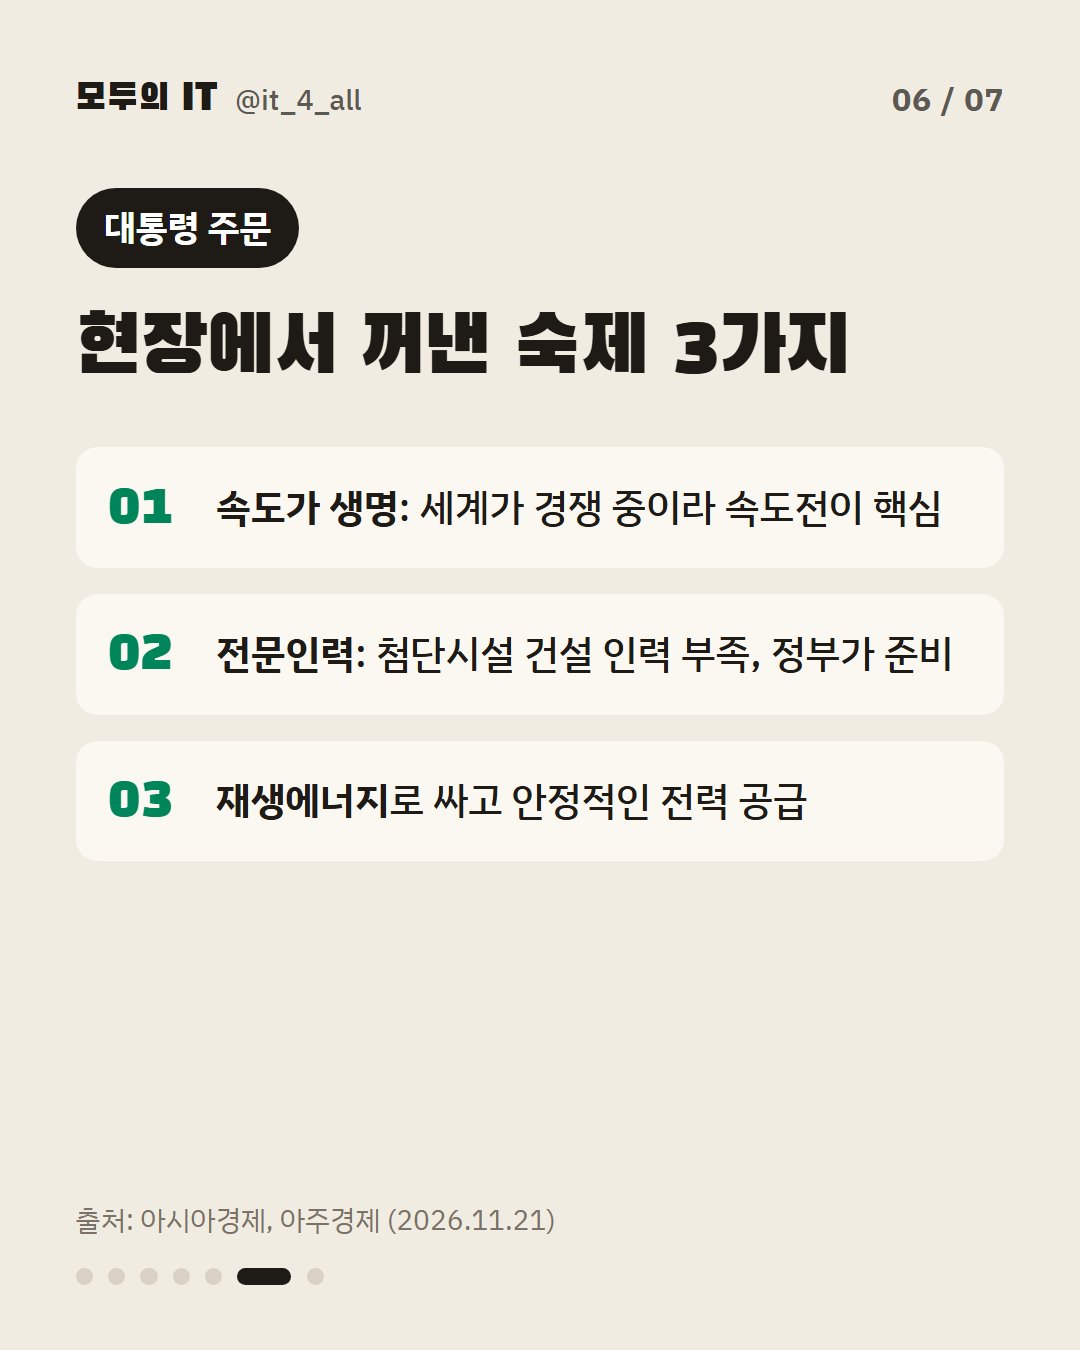 모두의 IT @it_4_all 06 / 07
대통령 주문
현장에서 꺼낸 숙제 3가지
01 속도가 생명: 세계가 경쟁 중이라 속도전이 핵심
02 전문인력: 첨단시설 건설 인력 부족, 정부가 준비
03 재생에너지로 싸고 안정적인 전력 공급
출처: 아시아경제, 아주경제 (2026.11.21)